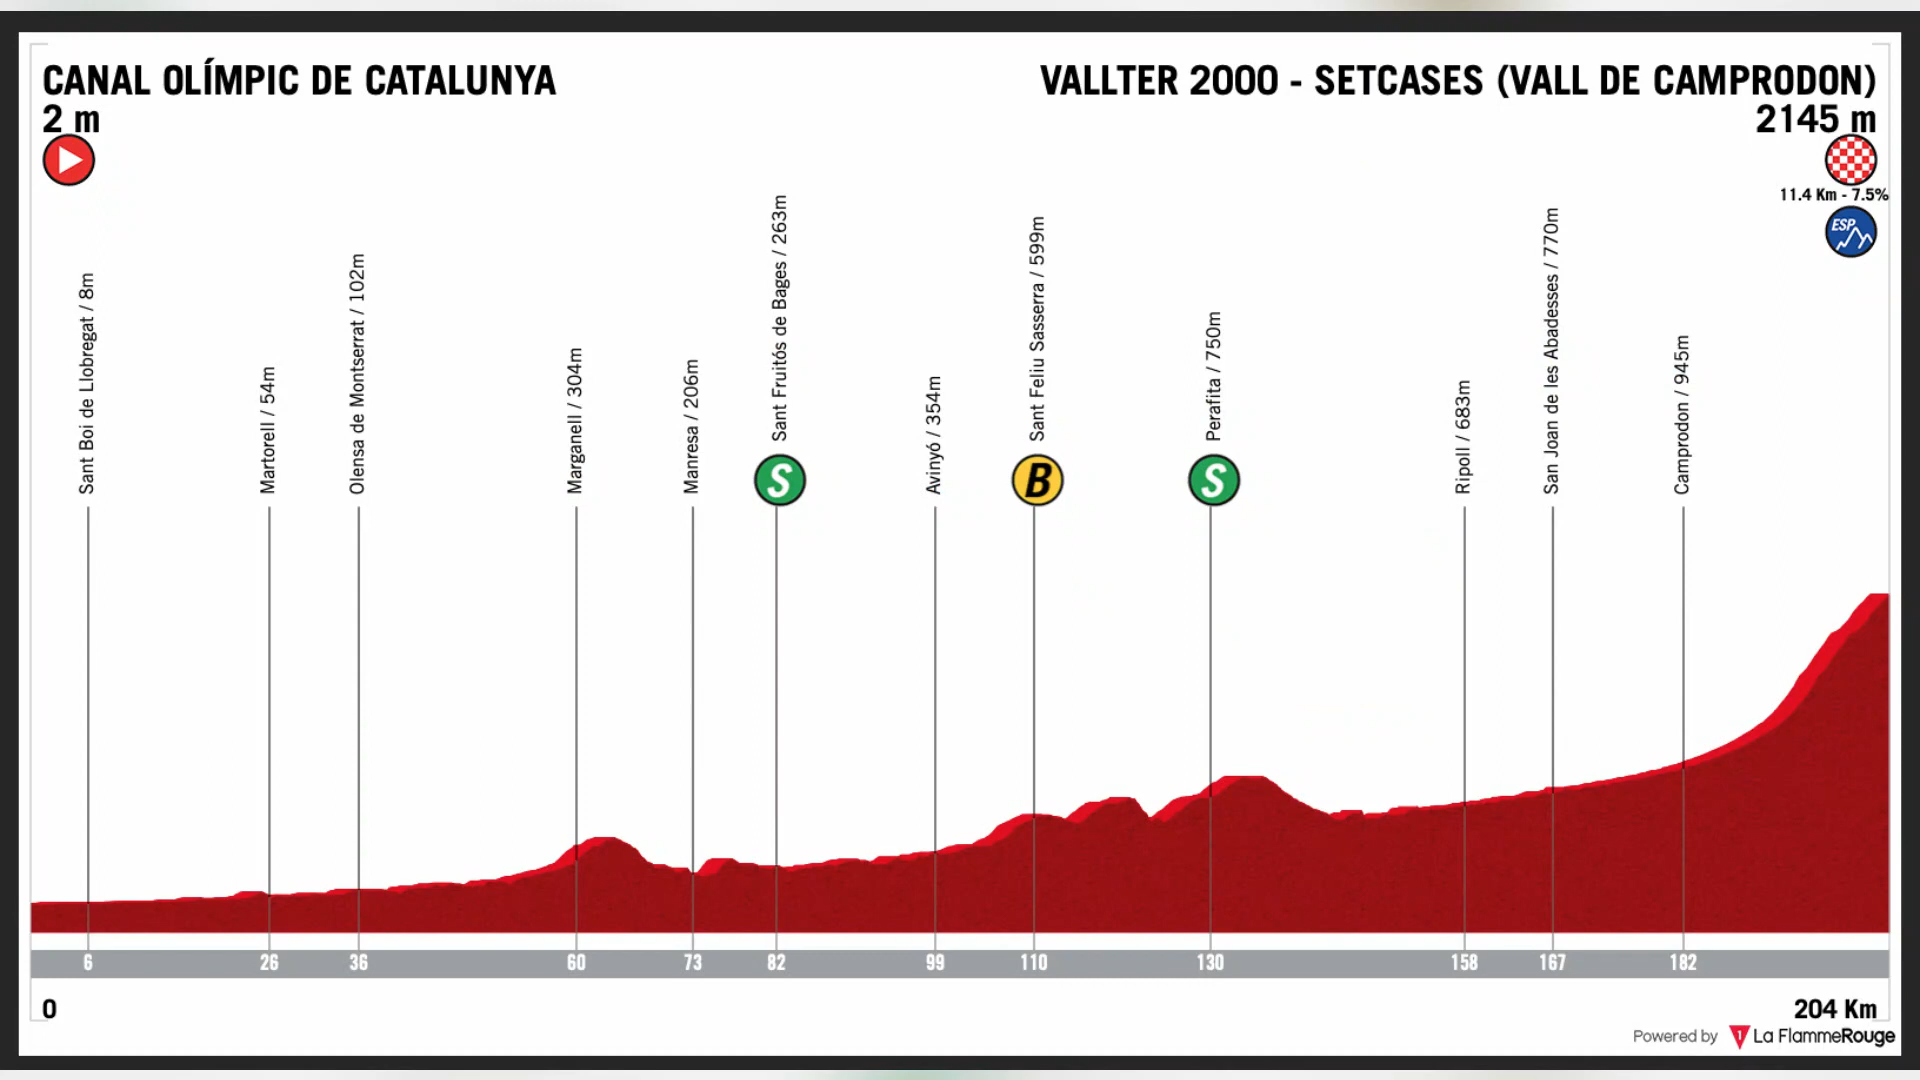 CANAL OLÍMPIC DE CATALUNYA
2 m
VALLTER 2000 - SETCASES (VALL DE CAMPRODON)
2145 m
11.4 Km - 7.5%
ESP
Sant Boi de Llobregat / 8m
Martorell / 54m
Olensa de Montserrat / 102m
Marganell / 304m
Manresa / 206m
Sant Fruitós de Bages / 263m
S
Avinyó / 354m
Sant Feliu Sasserra / 599m
B
Perafita / 750m
S
Ripoll / 683m
San Joan de les Abadesses / 770m
Camprodon / 945m
6 26 36 60 73 82 99 110 130 158 167 182
0
204 Km
Powered by 1 La FlammeRouge